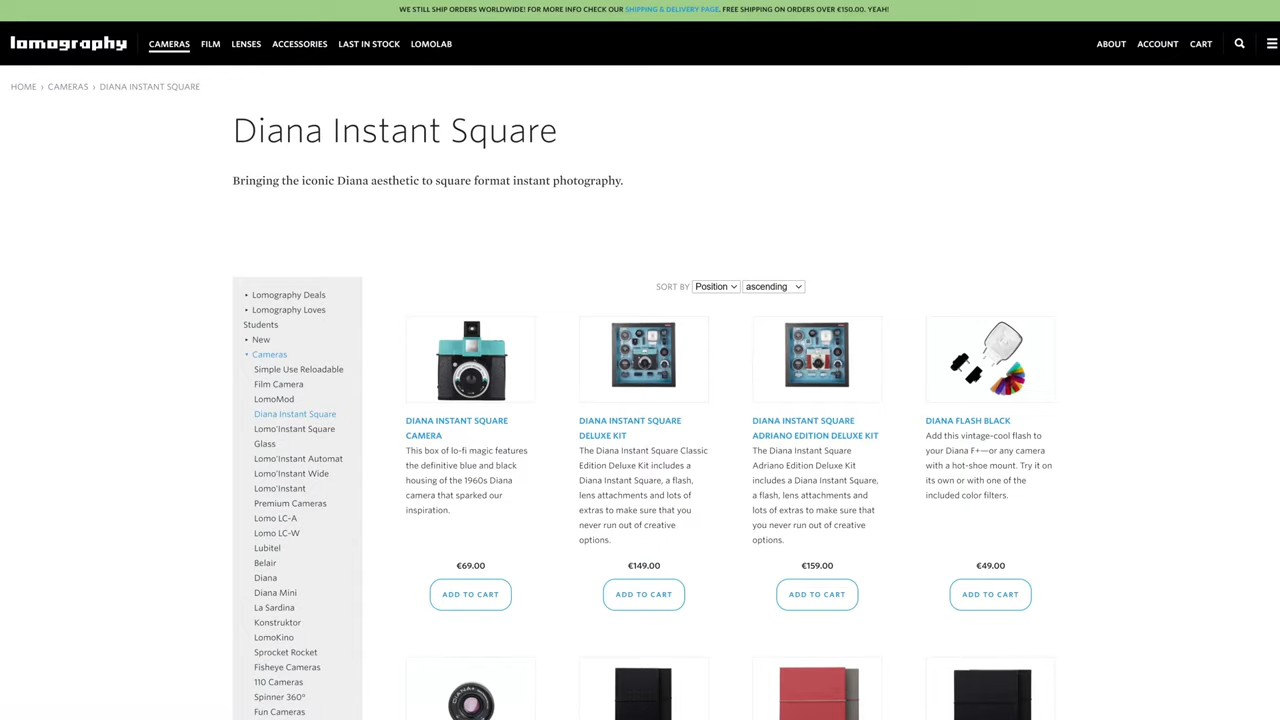 WE STILL SHIP ORDERS WORLDWIDE! FOR MORE INFO CHECK OUR SHIPPING & DELIVERY PAGE. FREE SHIPPING ON ORDERS OVER €150.00. YEAH!
lomography CAMERAS FILM LENSES ACCESSORIES LAST IN STOCK LOMOLAB ABOUT ACCOUNT CART
HOME › CAMERAS › DIANA INSTANT SQUARE
Diana Instant Square
Bringing the iconic Diana aesthetic to square format instant photography.
• Lomography Deals
• Lomography Loves
Students
• New
• Cameras
Simple Use Reloadable
Film Camera
LomoMod
Diana Instant Square
Lomo'Instant Square
Glass
Lomo'Instant Automat
Lomo'Instant Wide
Lomo'Instant
Premium Cameras
Lomo LC-A
Lomo LC-W
Lubitel
Belair
Diana
Diana Mini
La Sardina
Konstruktor
LomoKino
Sprocket Rocket
Fisheye Cameras
110 Cameras
Spinner 360°
Fun Cameras
SORT BY Position ascending
DIANA INSTANT SQUARE
CAMERA
This box of lo-fi magic features
the definitive blue and black
housing of the 1960s Diana
camera that sparked our
inspiration.
€69.00
ADD TO CART
DIANA INSTANT SQUARE
DELUXE KIT
The Diana Instant Square Classic
Edition Deluxe Kit includes a
Diana Instant Square, a flash,
lens attachments and lots of
extras to make sure that you
never run out of creative
options.
€149.00
ADD TO CART
DIANA INSTANT SQUARE
ADRIANO EDITION DELUXE KIT
The Diana Instant Square
Adriano Edition Deluxe Kit
includes a Diana Instant Square,
a flash, lens attachments and
lots of extras to make sure that
you never run out of creative
options.
€159.00
ADD TO CART
DIANA FLASH BLACK
Add this vintage-cool flash to
your Diana F+—or any camera
with a hot-shoe mount. Try it on
its own or with one of the
included color filters.
€49.00
ADD TO CART